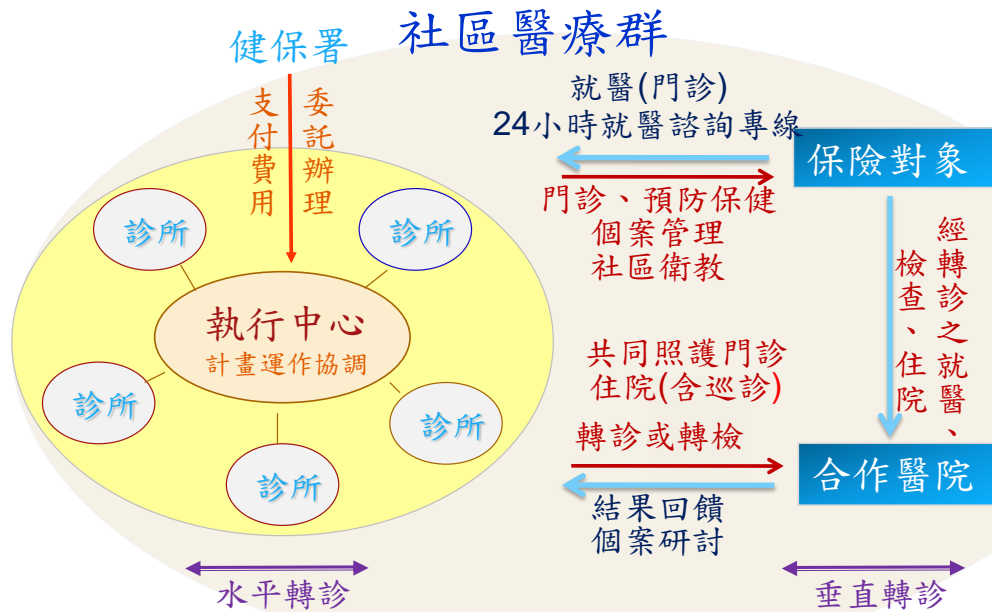 社區醫療群
健保署
委託辦理
支付費用
診所
診所
執行中心
計畫運作協調
診所
診所
診所
水平轉診
就醫(門診)
24小時就醫諮詢專線
門診、預防保健
個案管理
社區衛教
保險對象
經轉診之就醫、
檢查、住院
共同照護門診
住院(含巡診)
轉診或轉檢
結果回饋
個案研討
合作醫院
垂直轉診